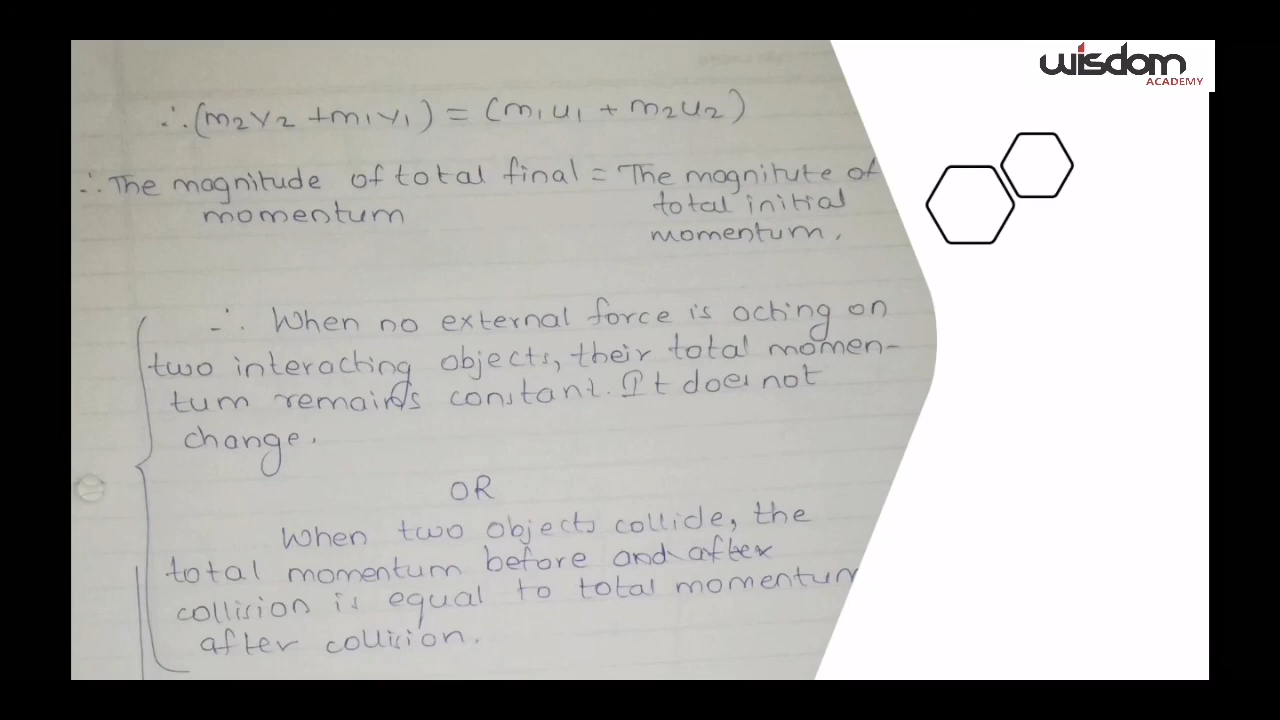 wisdom
ACADEMY
∴(m2v2 + m1v1) = (m1u1 + m2u2)
∴ The magnitude of total final = The magnitute of
momentum total initial
momentum.
∴ When no external force is acting on
two interacting objects, their total momen-
tum remains constant. It does not
change.
OR
When two objects collide, the
total momentum before and after
collision is equal to total momentum
after collision.